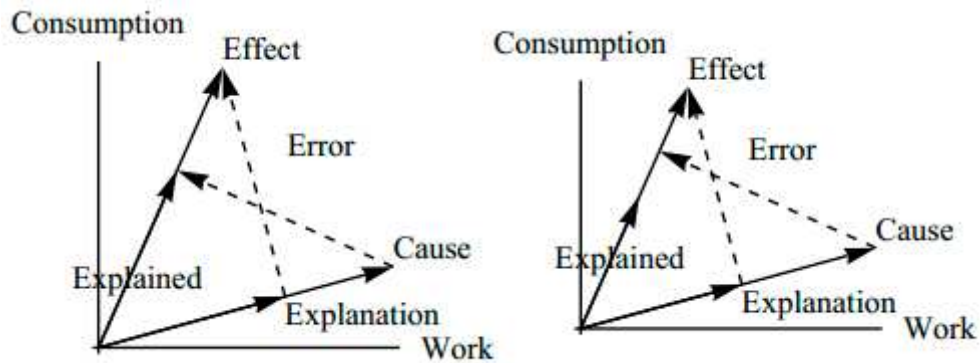 Consumption
Effect
Error
Cause
Explained
Explanation
Work
Consumption
Effect
Error
Cause
Explained
Explanation
Work